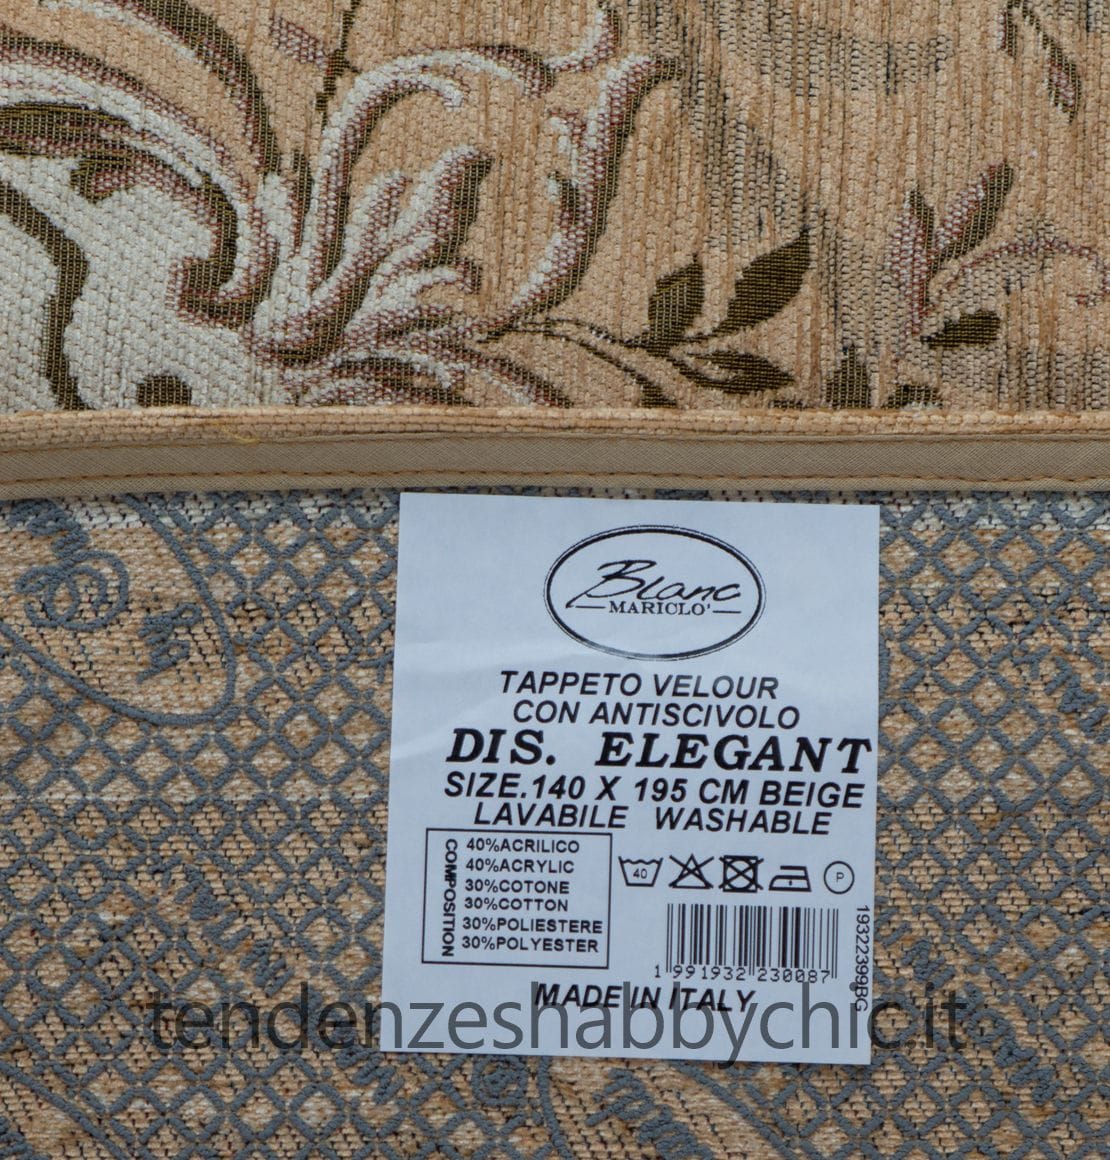 Blanc
MARICLO'
TAPPETO VELOUR
CON ANTISCIVOLO
DIS. ELEGANT
SIZE.140 X 195 CM BEIGE
LAVABILE WASHABLE
COMPOSITION
40%ACRILICO
40%ACRYLIC
30%COTONE
30%COTTON
30%POLIESTERE
30%POLYESTER
40
P
1 991932 230087
19322399BG
MADE IN ITALY
tendenzeshabbychic.it